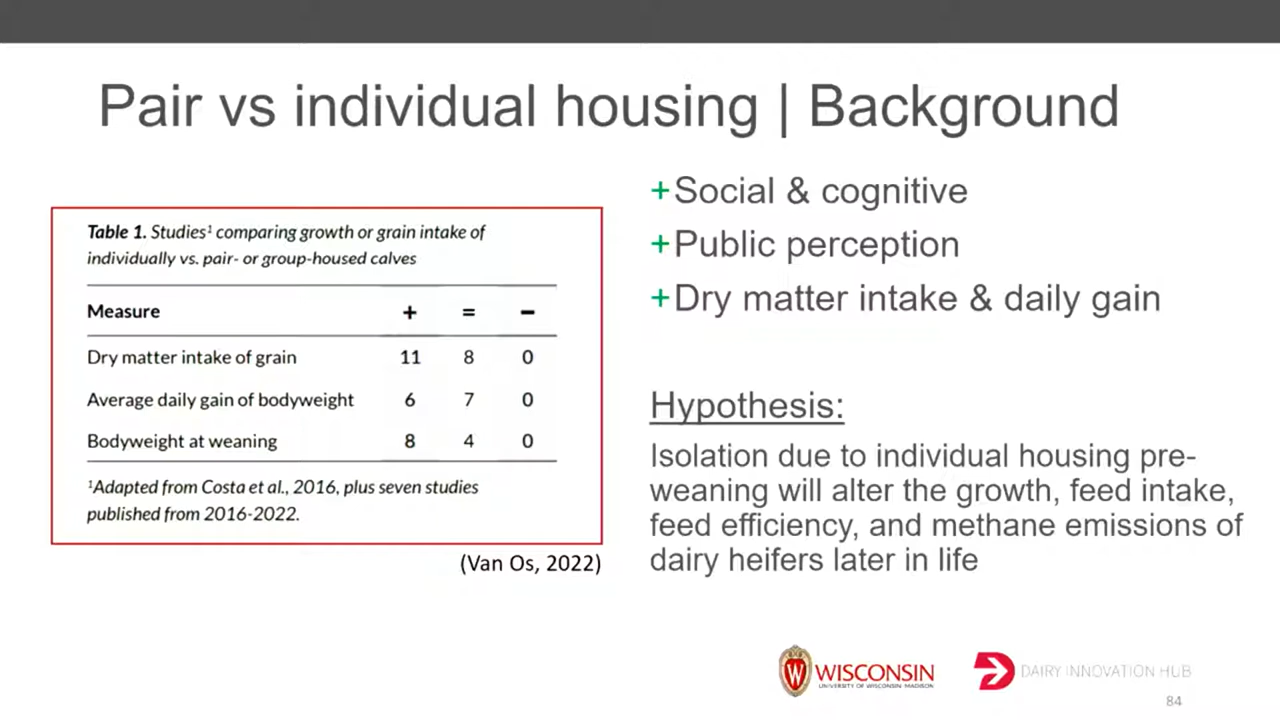 Pair vs individual housing | Background
Table 1. Studies¹ comparing growth or grain intake of
individually vs. pair- or group-housed calves
Measure + = −
Dry matter intake of grain 11 8 0
Average daily gain of bodyweight 6 7 0
Bodyweight at weaning 8 4 0
¹Adapted from Costa et al., 2016, plus seven studies
published from 2016-2022.
(Van Os, 2022)
+Social & cognitive
+Public perception
+Dry matter intake & daily gain
Hypothesis:
Isolation due to individual housing pre-
weaning will alter the growth, feed intake,
feed efficiency, and methane emissions of
dairy heifers later in life
W
WISCONSIN
UNIVERSITY OF WISCONSIN-MADISON
DAIRY INNOVATION HUB
84